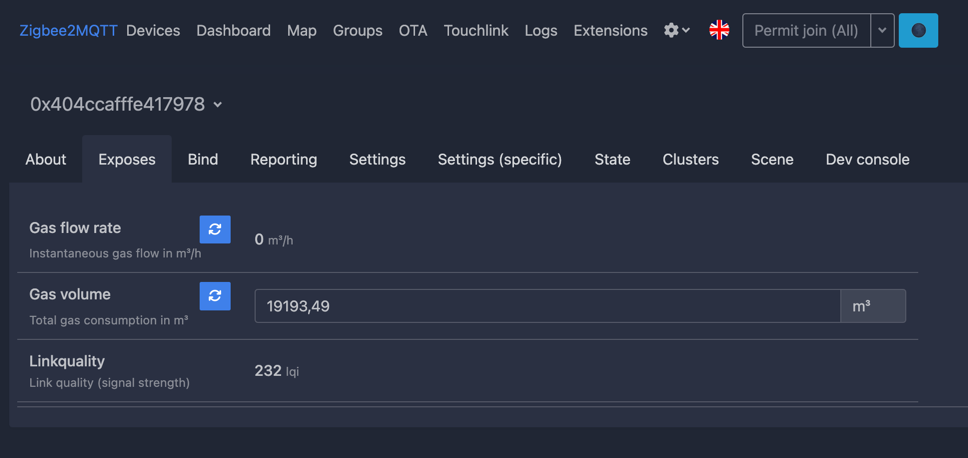 Zigbee2MQTT Devices Dashboard Map Groups OTA Touchlink Logs Extensions Permit join (All)
0x404ccafffe417978
About Exposes Bind Reporting Settings Settings (specific) State Clusters Scene Dev console
Gas flow rate
Instantaneous gas flow in m³/h
0 m³/h
Gas volume
Total gas consumption in m³
19193,49 m³
Linkquality
Link quality (signal strength)
232 lqi